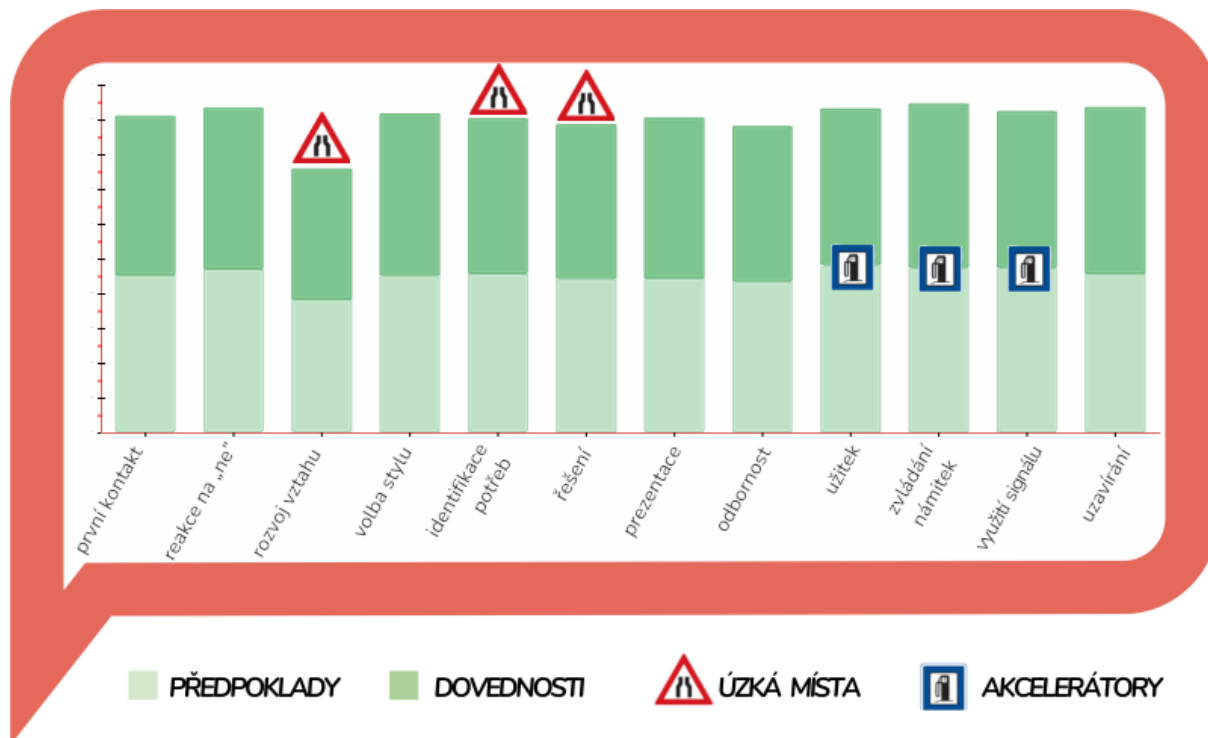 první kontakt
reakce na „ne”
rozvoj vztahu
volba stylu
identifikace
potřeb
řešení
prezentace
odbornost
užitek
zvládání
námitek
využití signálu
uzavírání
PŘEDPOKLADY
DOVEDNOSTI
ÚZKÁ MÍSTA
AKCELERÁTORY